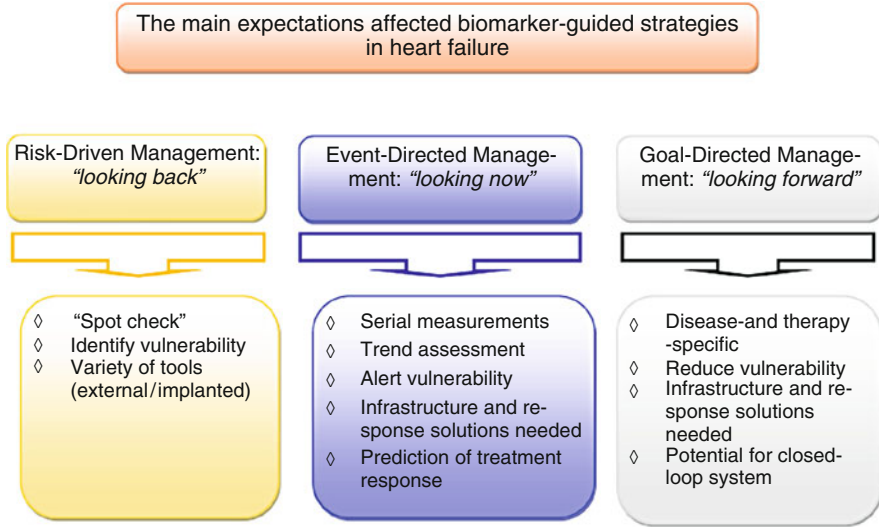 The main expectations affected biomarker-guided strategies
in heart failure
Risk-Driven Management:
“looking back”
Event-Directed Manage-
ment: “looking now”
Goal-Directed Manage-
ment: “looking forward”
◊ “Spot check”
◊ Identify vulnerability
◊ Variety of tools
(external/implanted)
◊ Serial measurements
◊ Trend assessment
◊ Alert vulnerability
◊ Infrastructure and re-
sponse solutions needed
◊ Prediction of treatment
response
◊ Disease-and therapy
-specific
◊ Reduce vulnerability
◊ Infrastructure and re-
sponse solutions
needed
◊ Potential for closed-
loop system